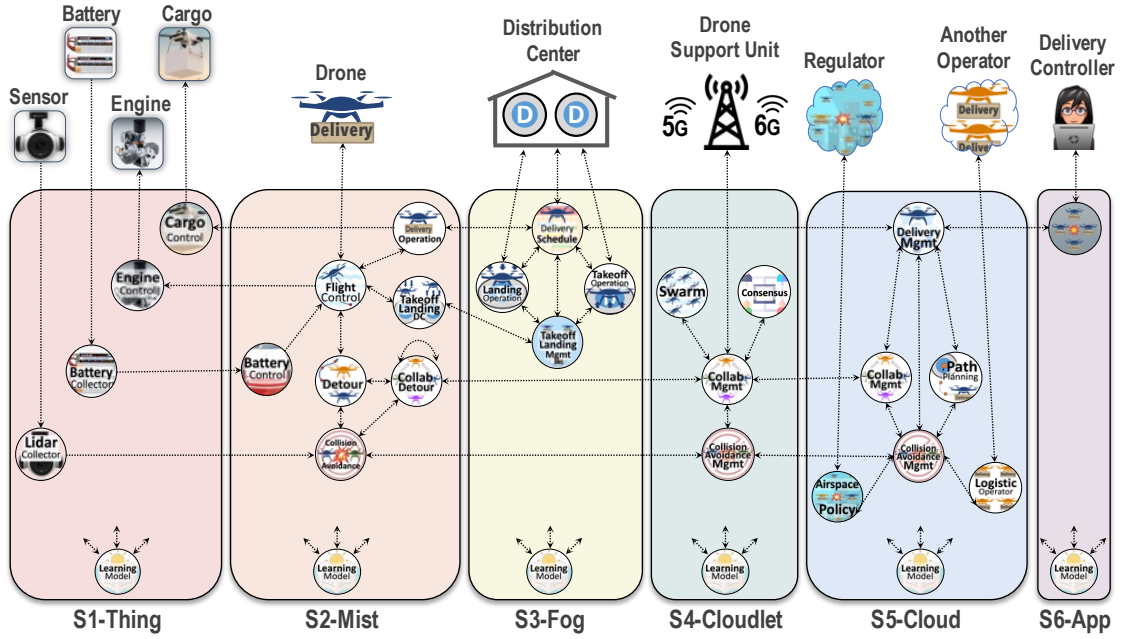 Battery
Cargo
Sensor
Engine
Drone
Delivery
Distribution
Center
D
D
Drone
Support Unit
5G
6G
Regulator
Another
Operator
Delivery
Delivery
Delivery
Controller
Cargo
Control
Engine
Control
Battery
Collector
Lidar
Collector
Learning
Model
S1-Thing
Delivery
Operation
Flight
Control
Takeoff
Landing
DC
Battery
Control
Detour
Collab
Detour
Collision
Avoidance
Learning
Model
S2-Mist
Delivery
Schedule
Landing
Operation
Takeoff
Operation
Takeoff
Landing
Mgmt
Learning
Model
S3-Fog
Swarm
Consensus
Collab
Mgmt
Collision
Avoidance
Mgmt
Learning
Model
S4-Cloudlet
Delivery
Mgmt
Collab
Mgmt
Path
Planning
Collision
Avoidance
Mgmt
Airspace
Policy
Logistic
Operator
Learning
Model
S5-Cloud
Learning
Model
S6-App